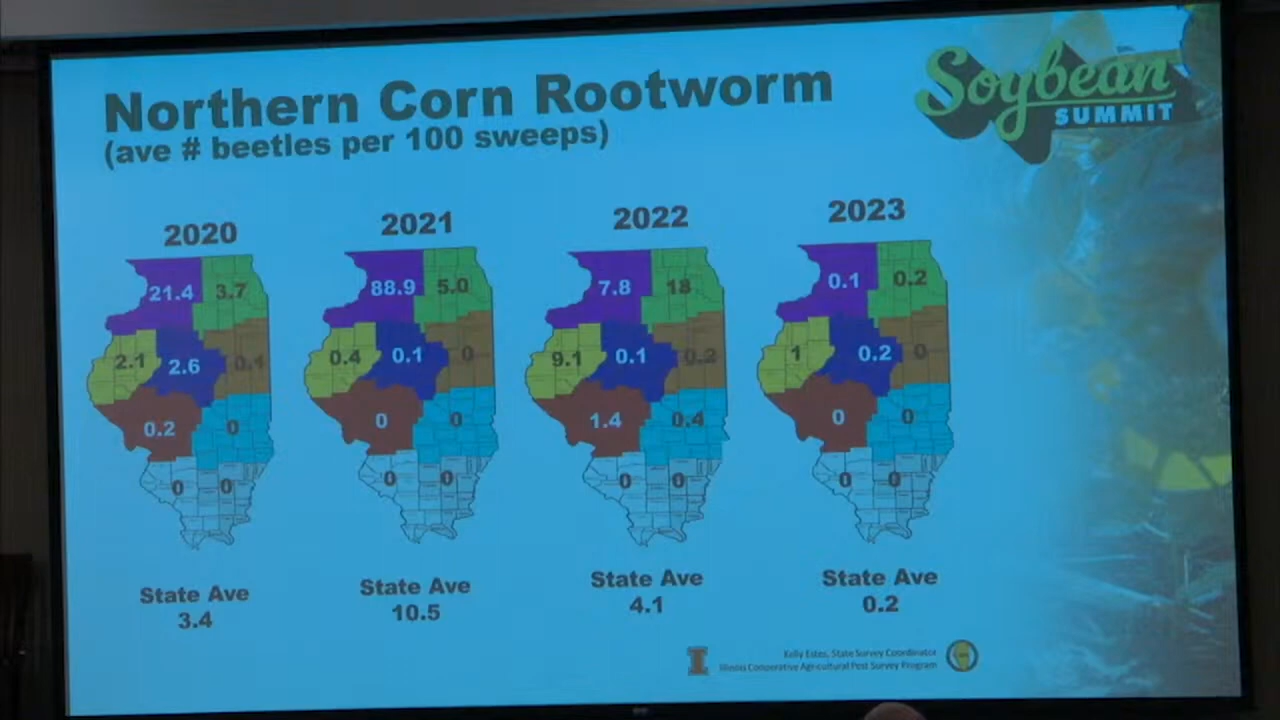 Northern Corn Rootworm
(ave # beetles per 100 sweeps)
Soybean
SUMMIT
2020
21.4 3.7
2.1 2.6 0.1
0.2 0
0 0
State Ave
3.4
2021
88.9 5.0
0.4 0.1 0
0 0
0 0
State Ave
10.5
2022
7.8 18
9.1 0.1 0.2
1.4 0.4
0 0
State Ave
4.1
2023
0.1 0.2
1 0.2 0
0 0
0 0
State Ave
0.2
I
Kelly Estes, State Survey Coordinator
Illinois Cooperative Agricultural Pest Survey Program